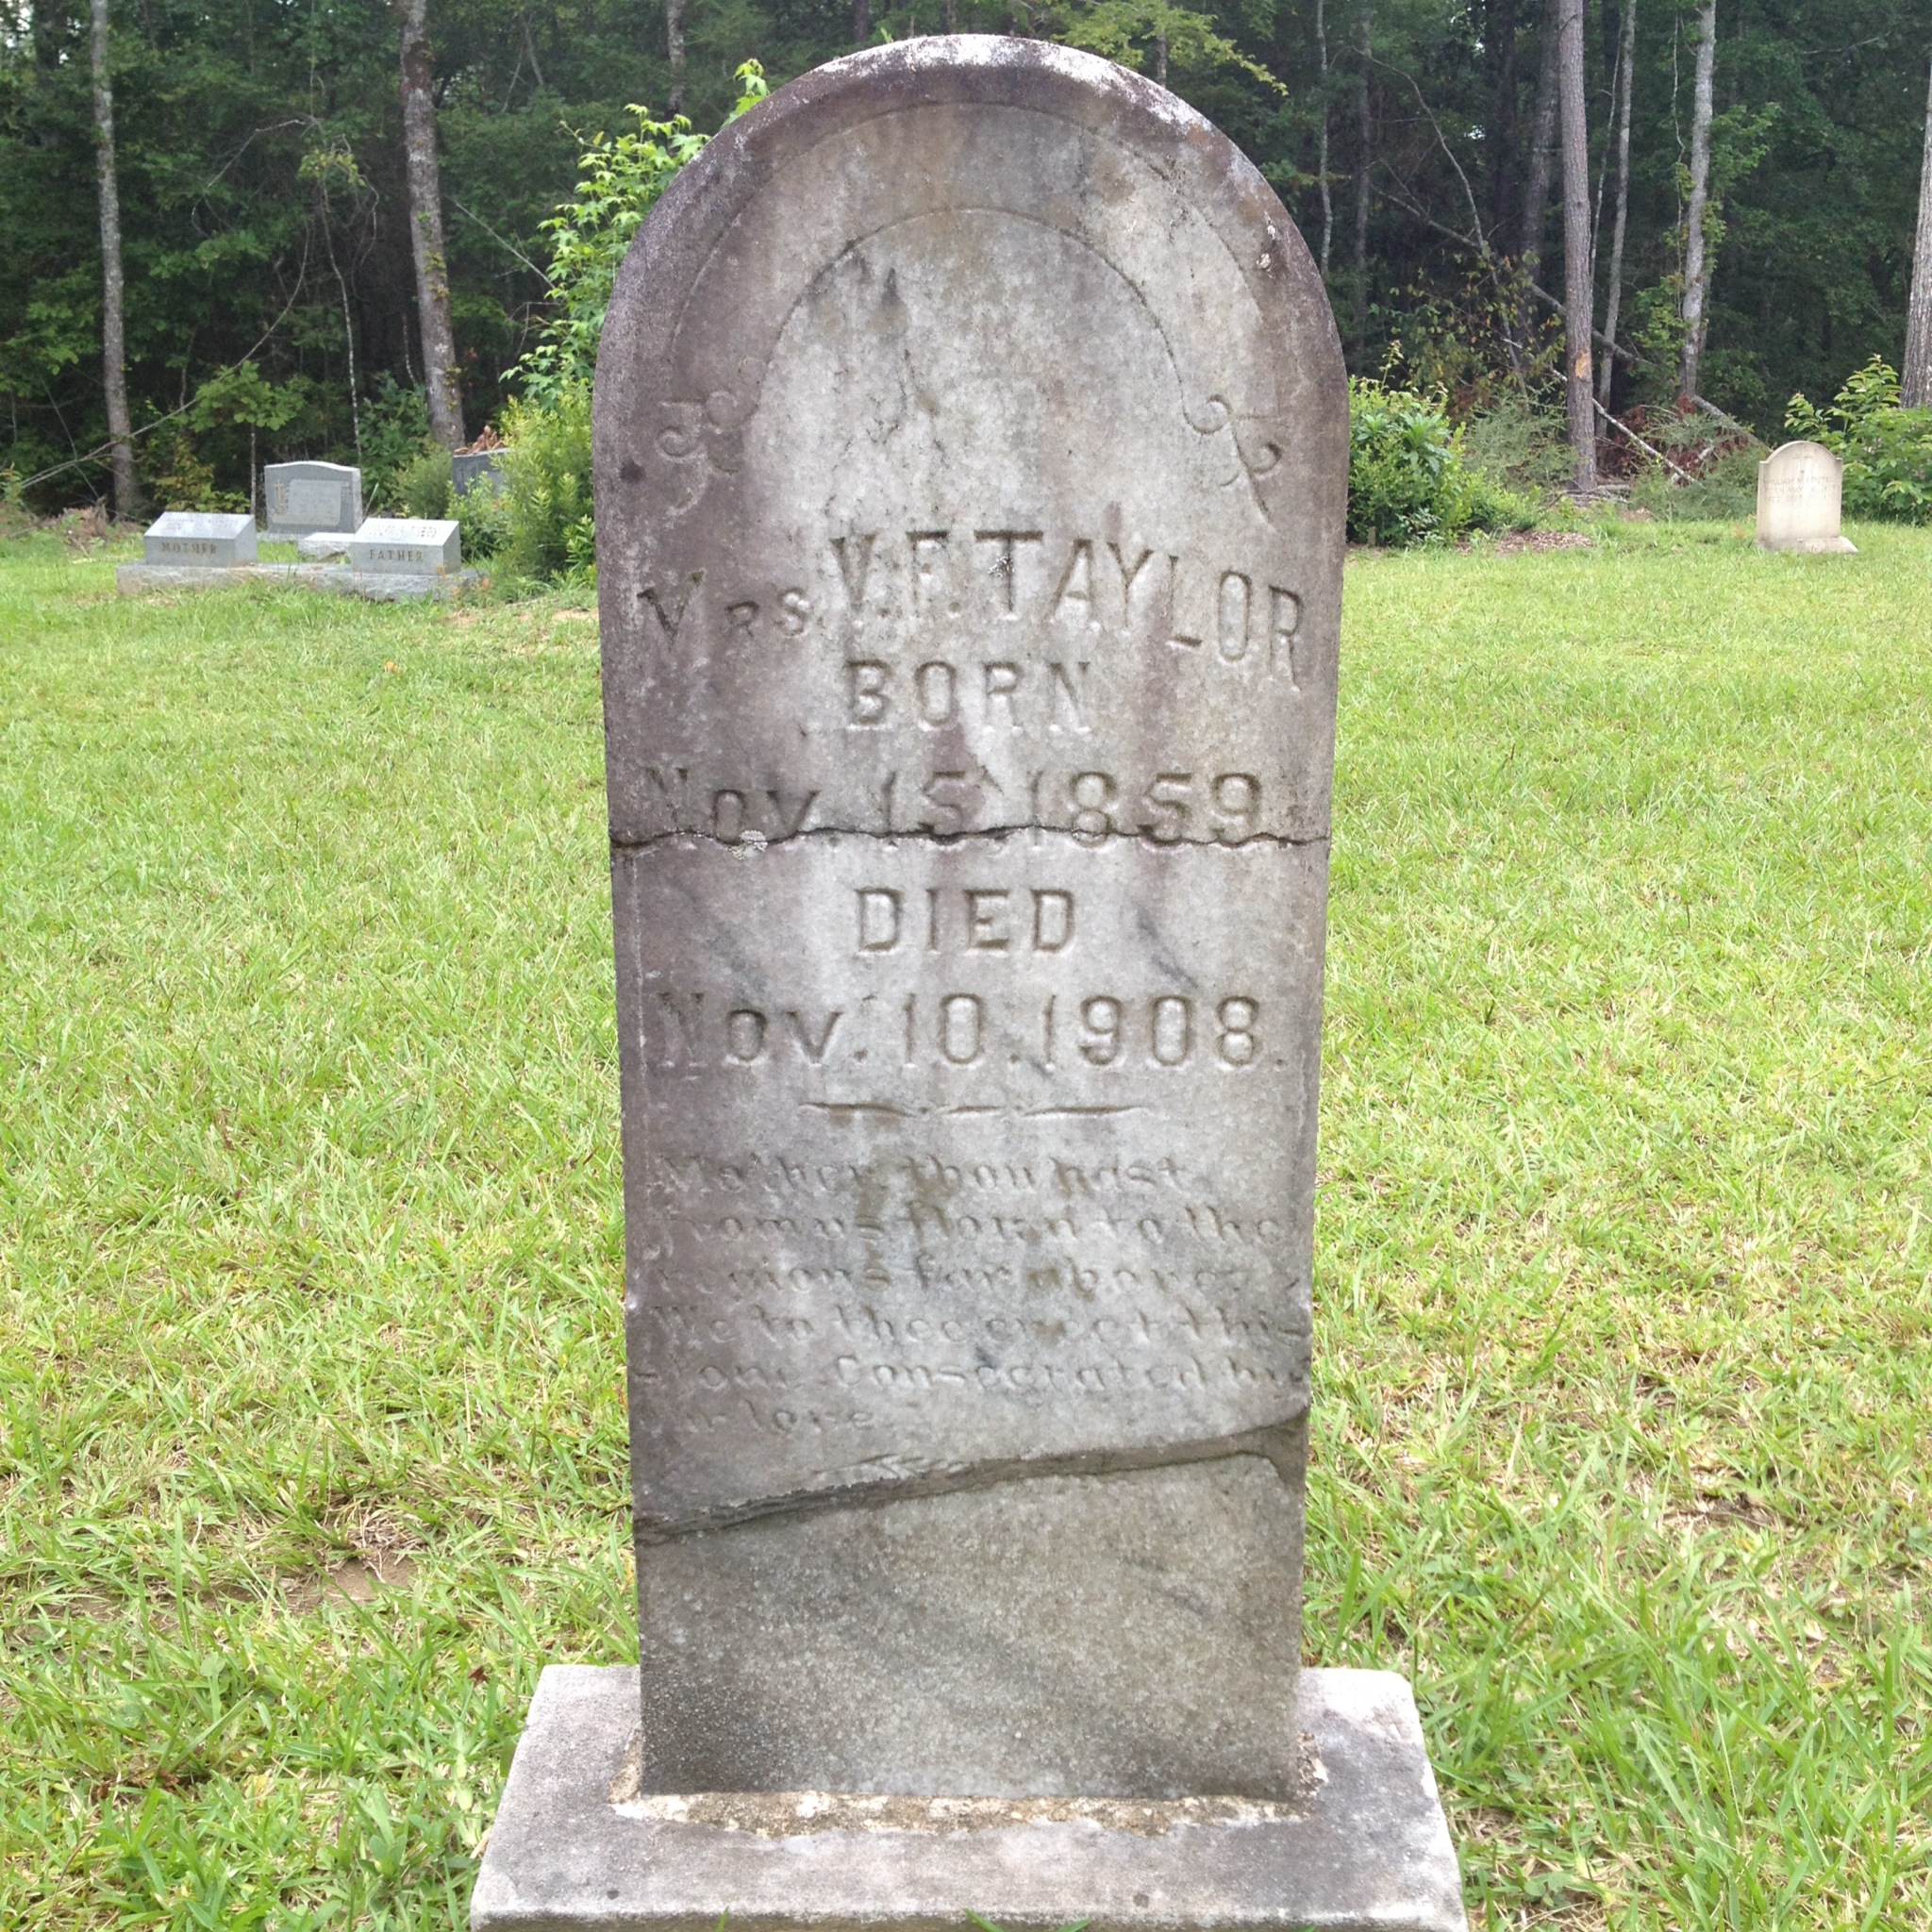 Mrs. V. F. TAYLOR
BORN
Nov. 15, 1859
DIED
Nov. 10. 1908.
Mother, thou hast
from us flown to the
regions far above,
We to thee erect this
stone Consecrated by
our love.
MOTHER
FATHER